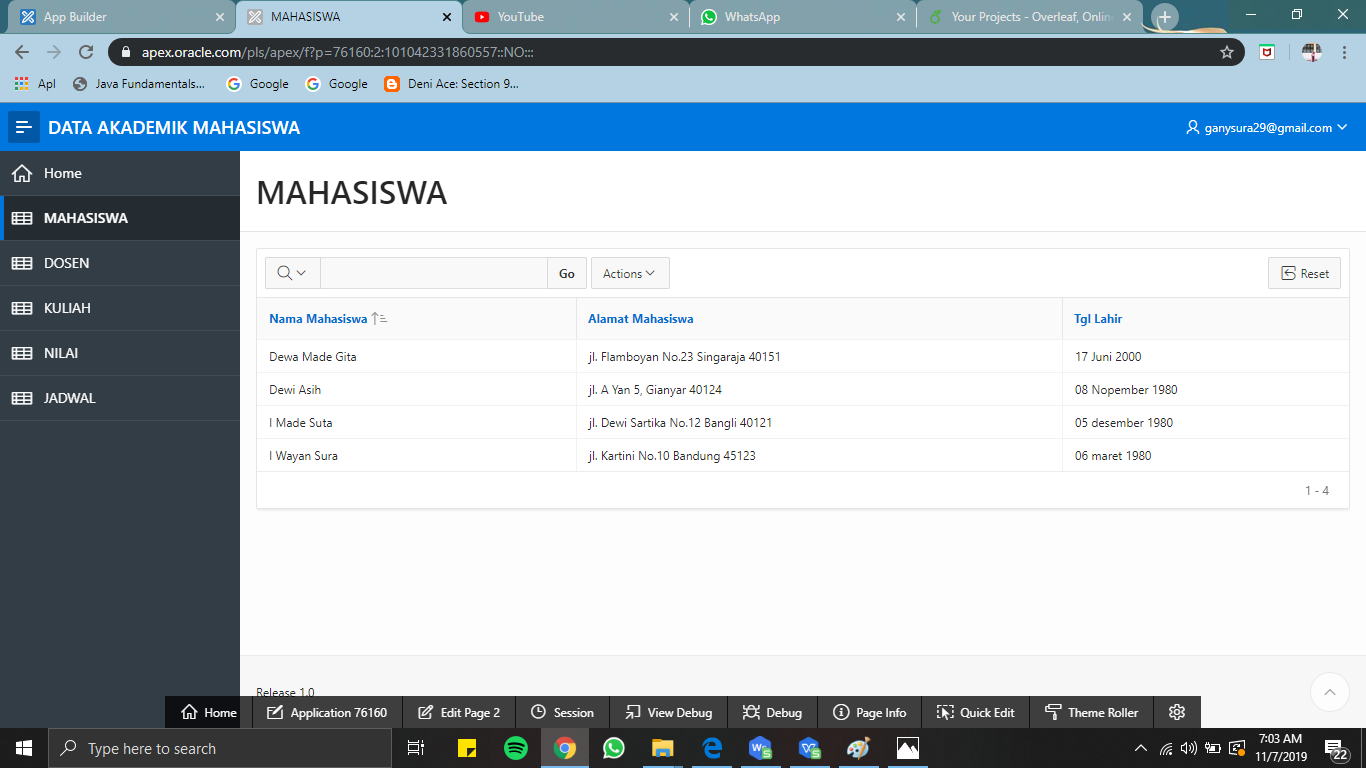 App Builder
MAHASISWA
YouTube
WhatsApp
Your Projects - Overleaf, Onlin
apex.oracle.com/pls/apex/f?p=76160:2:101042331860557::NO:::
Apl
Java Fundamentals...
Google
Google
Deni Ace: Section 9...
DATA AKADEMIK MAHASISWA
ganysura29@gmail.com
Home
MAHASISWA
DOSEN
KULIAH
NILAI
JADWAL
MAHASISWA
Go
Actions
Reset
Nama Mahasiswa Alamat Mahasiswa Tgl Lahir
Dewa Made Gita jl. Flamboyan No.23 Singaraja 40151 17 Juni 2000
Dewi Asih jl. A Yan 5, Gianyar 40124 08 Nopember 1980
I Made Suta jl. Dewi Sartika No.12 Bangli 40121 05 desember 1980
I Wayan Sura jl. Kartini No.10 Bandung 45123 06 maret 1980
1 - 4
Release 1.0
Home Application 76160 Edit Page 2 Session View Debug Debug Page Info Quick Edit Theme Roller
Type here to search
7:03 AM
11/7/2019
22